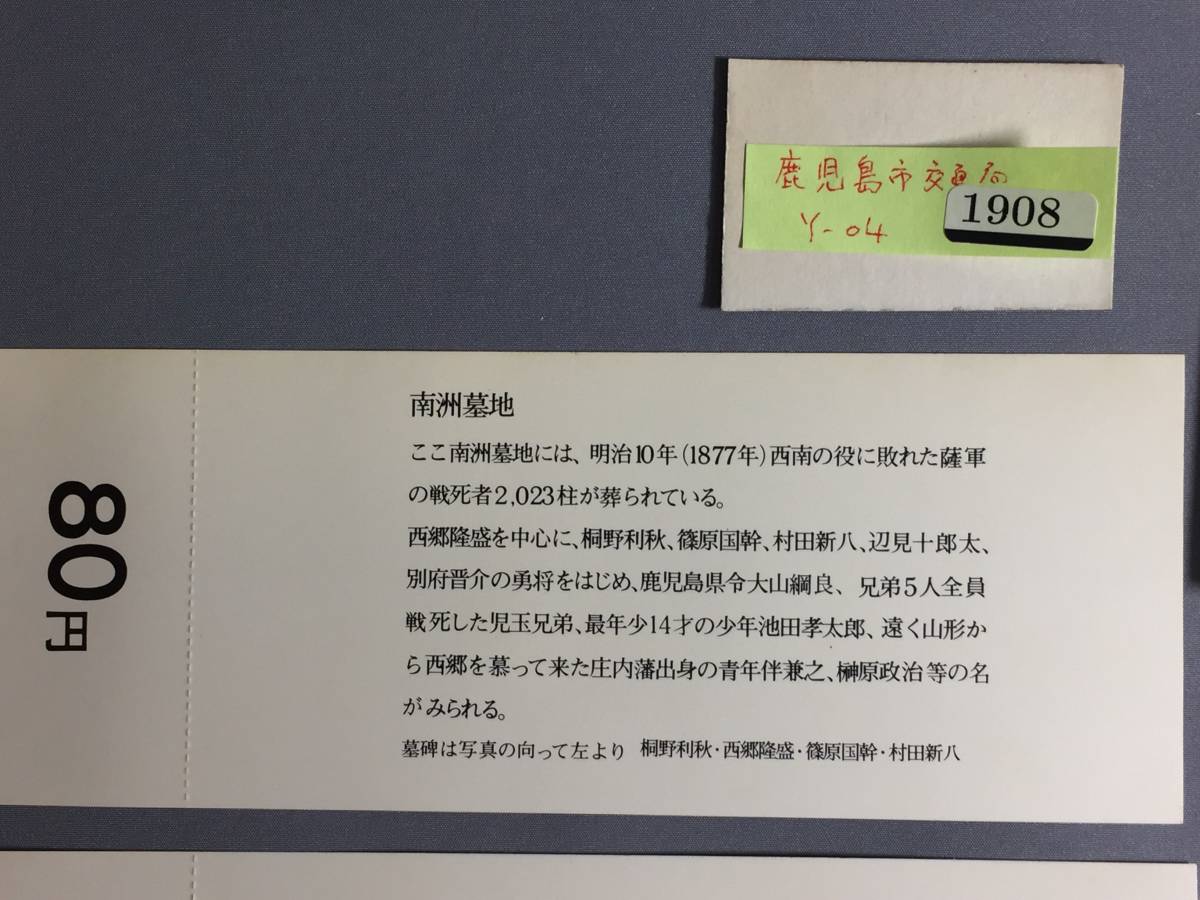 鹿児島市交通局
Y-04
1908
80円
南洲墓地
ここ南洲墓地には、明治10年(1877年)西南の役に敗れた薩軍
の戦死者2,023柱が葬られている。
西郷隆盛を中心に、桐野利秋、篠原国幹、村田新八、辺見十郎太、
別府晋介の勇将をはじめ、鹿児島県令大山綱良、兄弟5人全員
戦死した児玉兄弟、最年少14才の少年池田孝太郎、遠く山形か
ら西郷を慕って来た庄内藩出身の青年伴兼之、榊原政治等の名
がみられる。
墓碑は写真の向って左より 桐野利秋・西郷隆盛・篠原国幹・村田新八